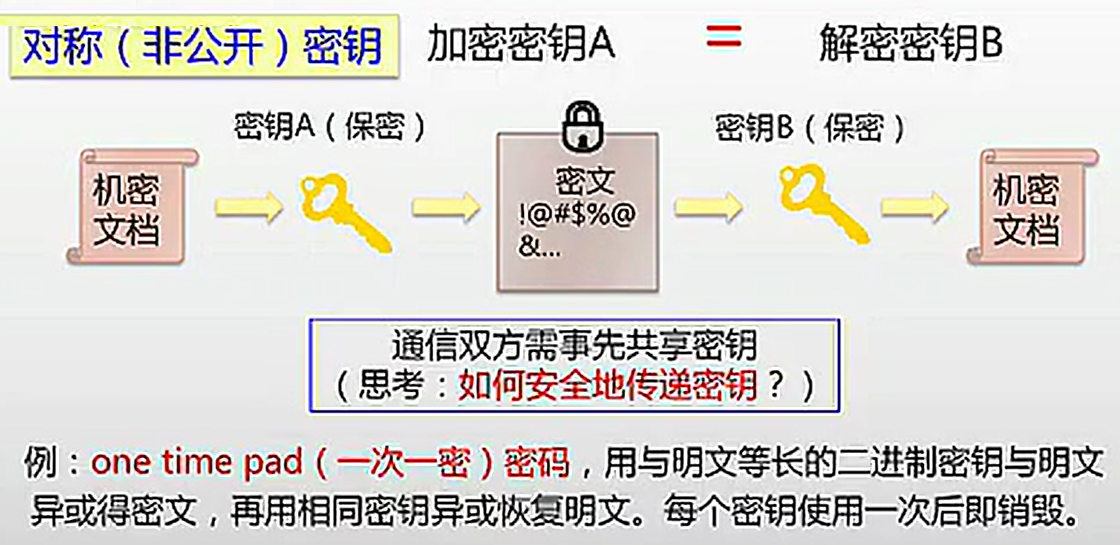 对称（非公开）密钥 加密密钥A = 解密密钥B
密钥A（保密） 密钥B（保密）
机密
文档
密文
!@#$%@
&...
机密
文档
通信双方需事先共享密钥
（思考：如何安全地传递密钥？）
例：one time pad（一次一密）密码，用与明文等长的二进制密钥与明文
异或得密文，再用相同密钥异或恢复明文。每个密钥使用一次后即销毁。